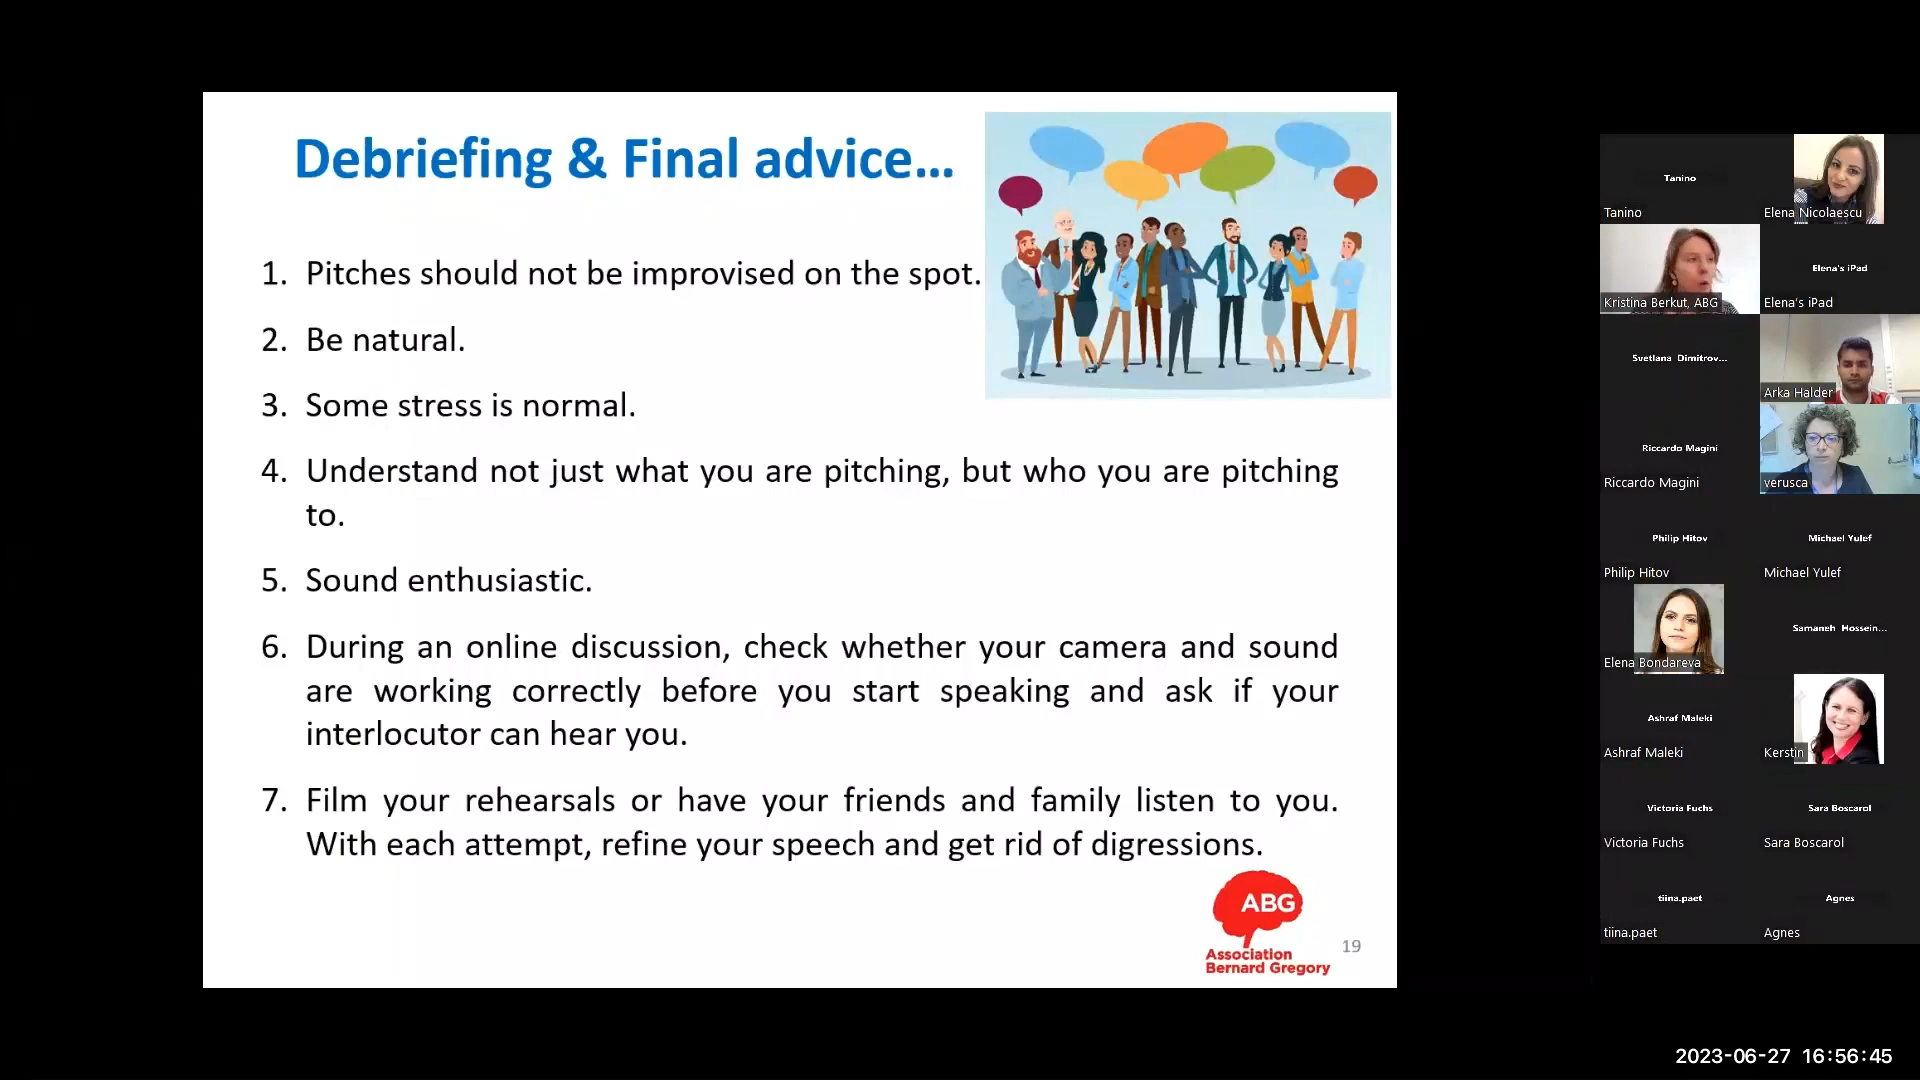 Debriefing & Final advice...
1. Pitches should not be improvised on the spot.
2. Be natural.
3. Some stress is normal.
4. Understand not just what you are pitching, but who you are pitching
to.
5. Sound enthusiastic.
6. During an online discussion, check whether your camera and sound
are working correctly before you start speaking and ask if your
interlocutor can hear you.
7. Film your rehearsals or have your friends and family listen to you.
With each attempt, refine your speech and get rid of digressions.
ABG
Association
Bernard Gregory
19
Tanino
Tanino
Elena Nicolaescu
Kristina Berkut, ABG
Elena's iPad
Elena's iPad
Svetlana Dimitrov...
Arka Halder
Riccardo Magini
Riccardo Magini
verusca
Philip Hitov
Philip Hitov
Michael Yulef
Michael Yulef
Elena Bondareva
Samaneh Hossein...
Ashraf Maleki
Ashraf Maleki
Kerstin
Victoria Fuchs
Victoria Fuchs
Sara Boscarol
Sara Boscarol
tiina.paet
tiina.paet
Agnes
Agnes
2023-06-27 16:56:45